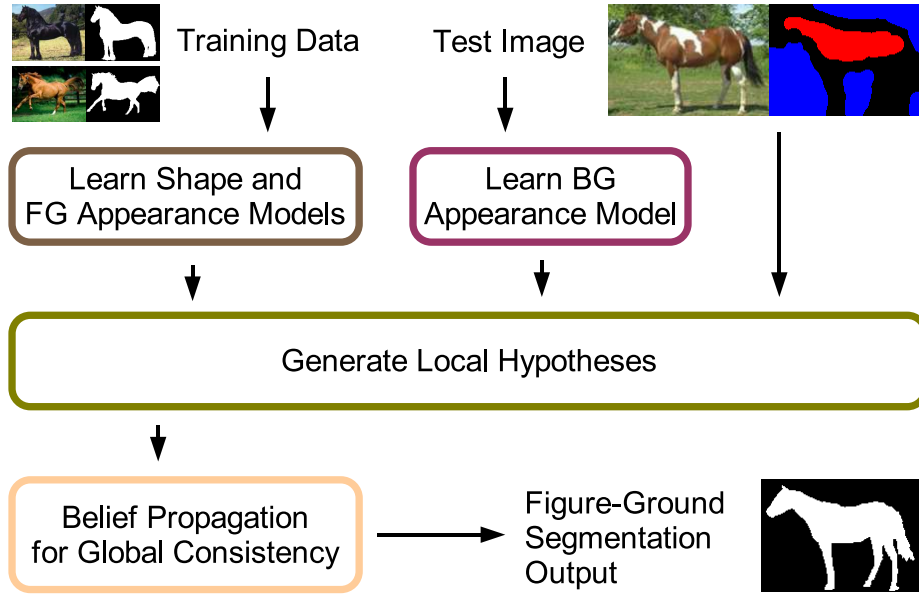 Training Data
Test Image
Learn Shape and
FG Appearance Models
Learn BG
Appearance Model
Generate Local Hypotheses
Belief Propagation
for Global Consistency
Figure-Ground
Segmentation
Output